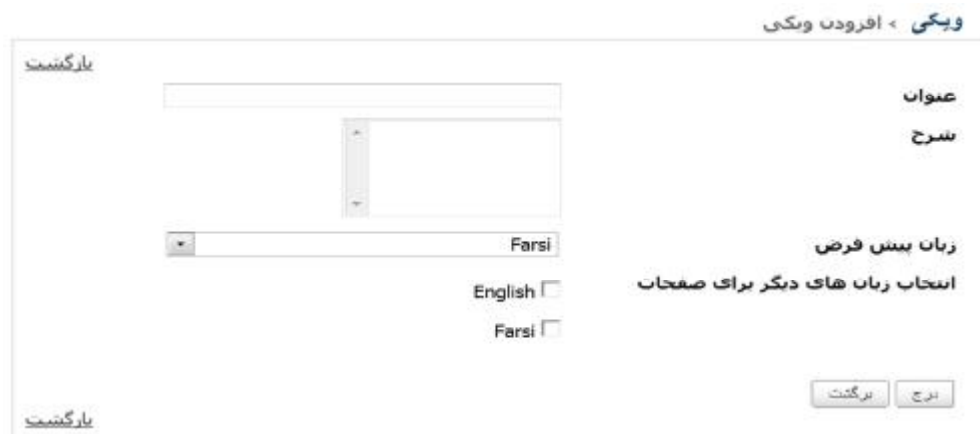 ویکی > افزودن ویکی
بازگشت
عنوان
شرح
زبان پیش فرض Farsi
انتخاب زبان های دیگر برای صفحات English
Farsi
درج برگشت
بازگشت